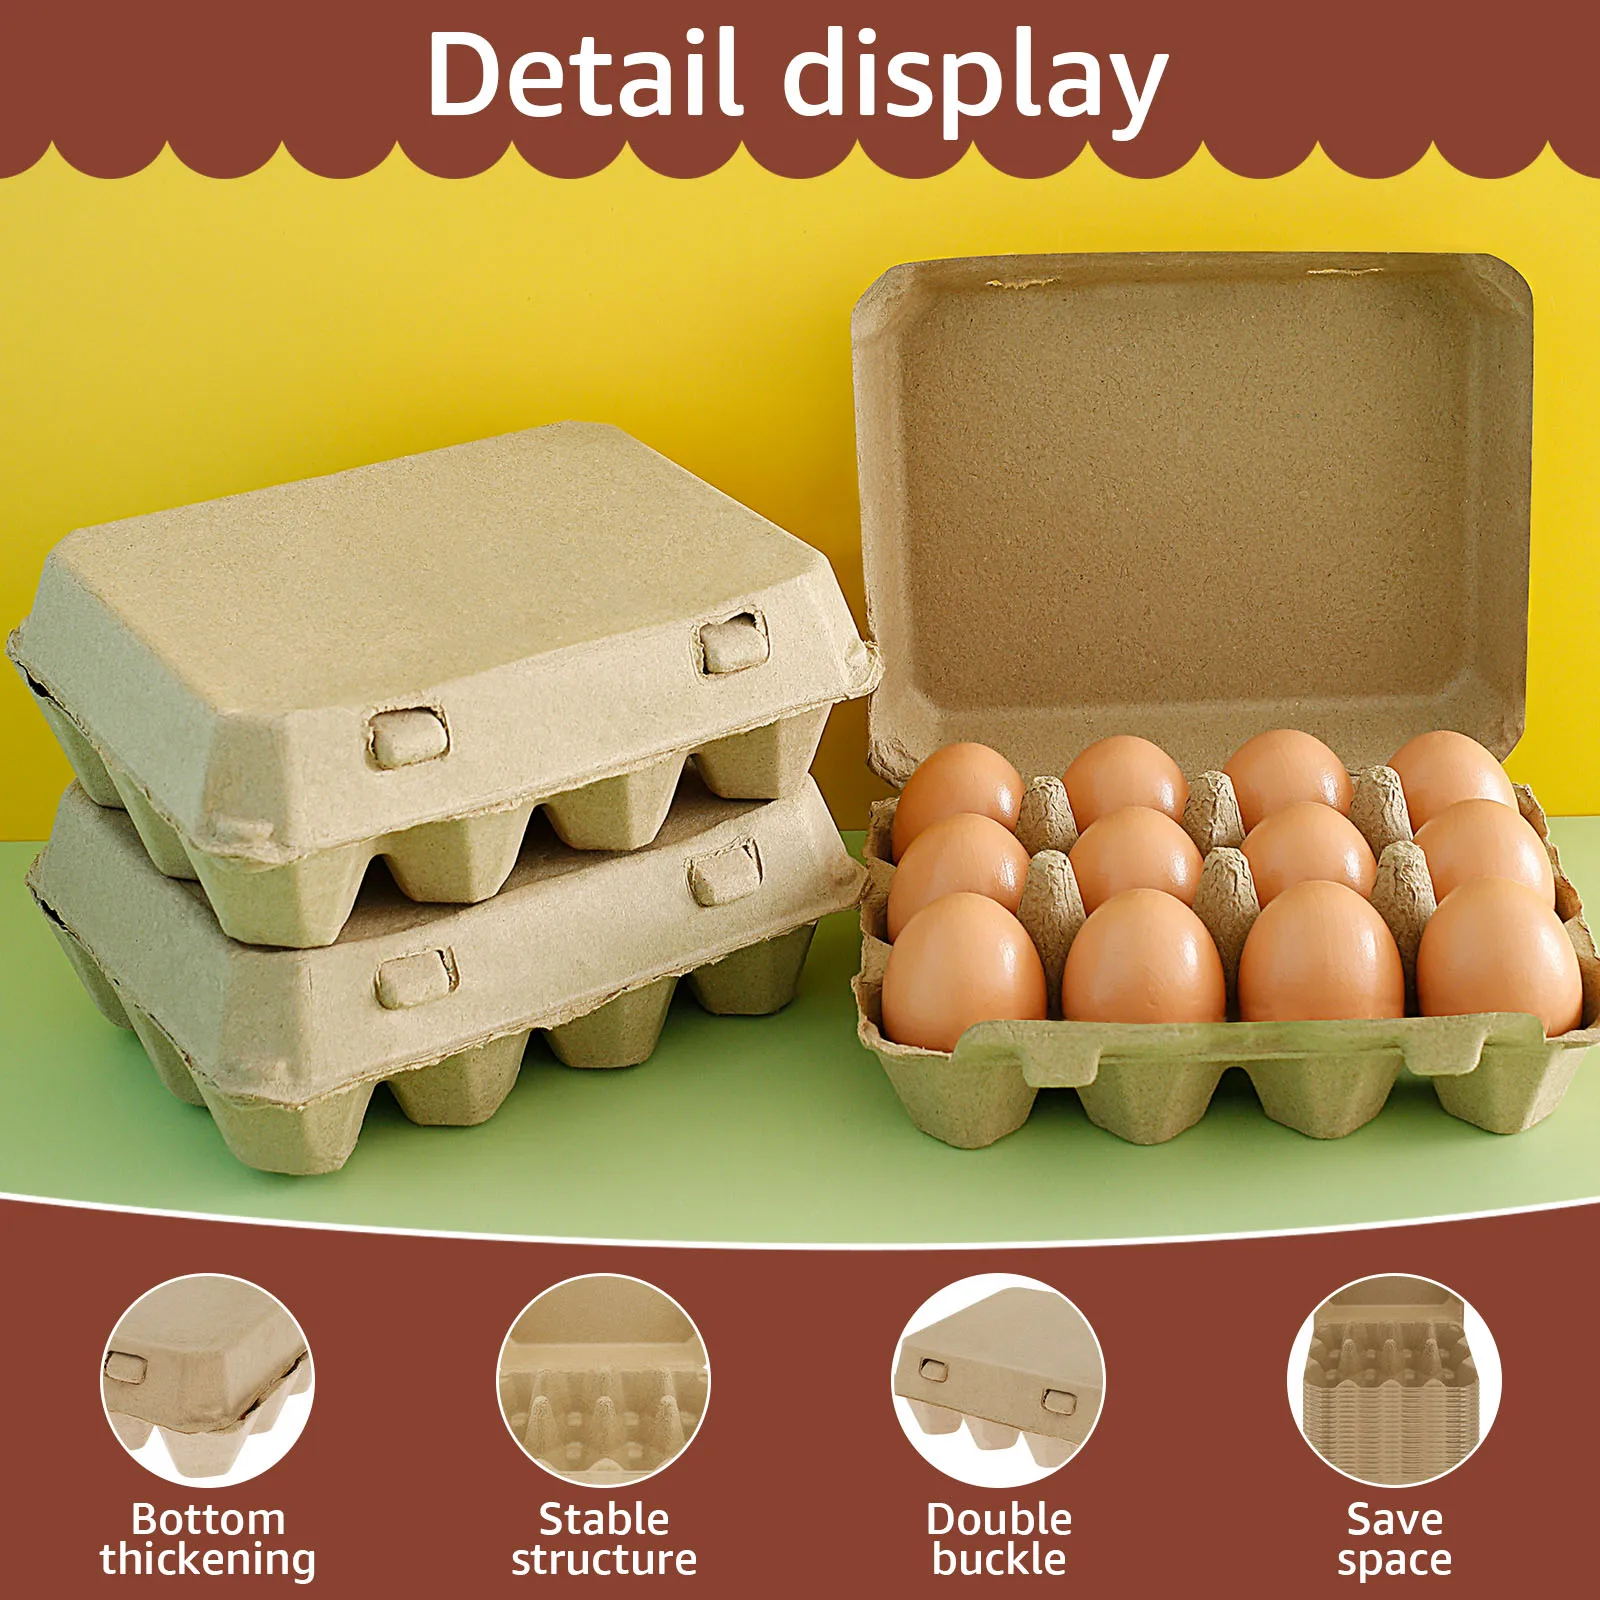 Detail display
Bottom
thickening
Stable
structure
Double
buckle
Save
space